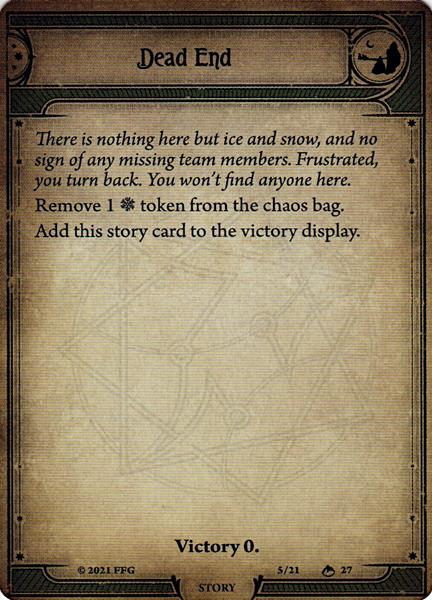 Dead End
There is nothing here but ice and snow, and no
sign of any missing team members. Frustrated,
you turn back. You won't find anyone here.
Remove 1 token from the chaos bag.
Add this story card to the victory display.
Victory 0.
© 2021 FFG
5/21
27
STORY